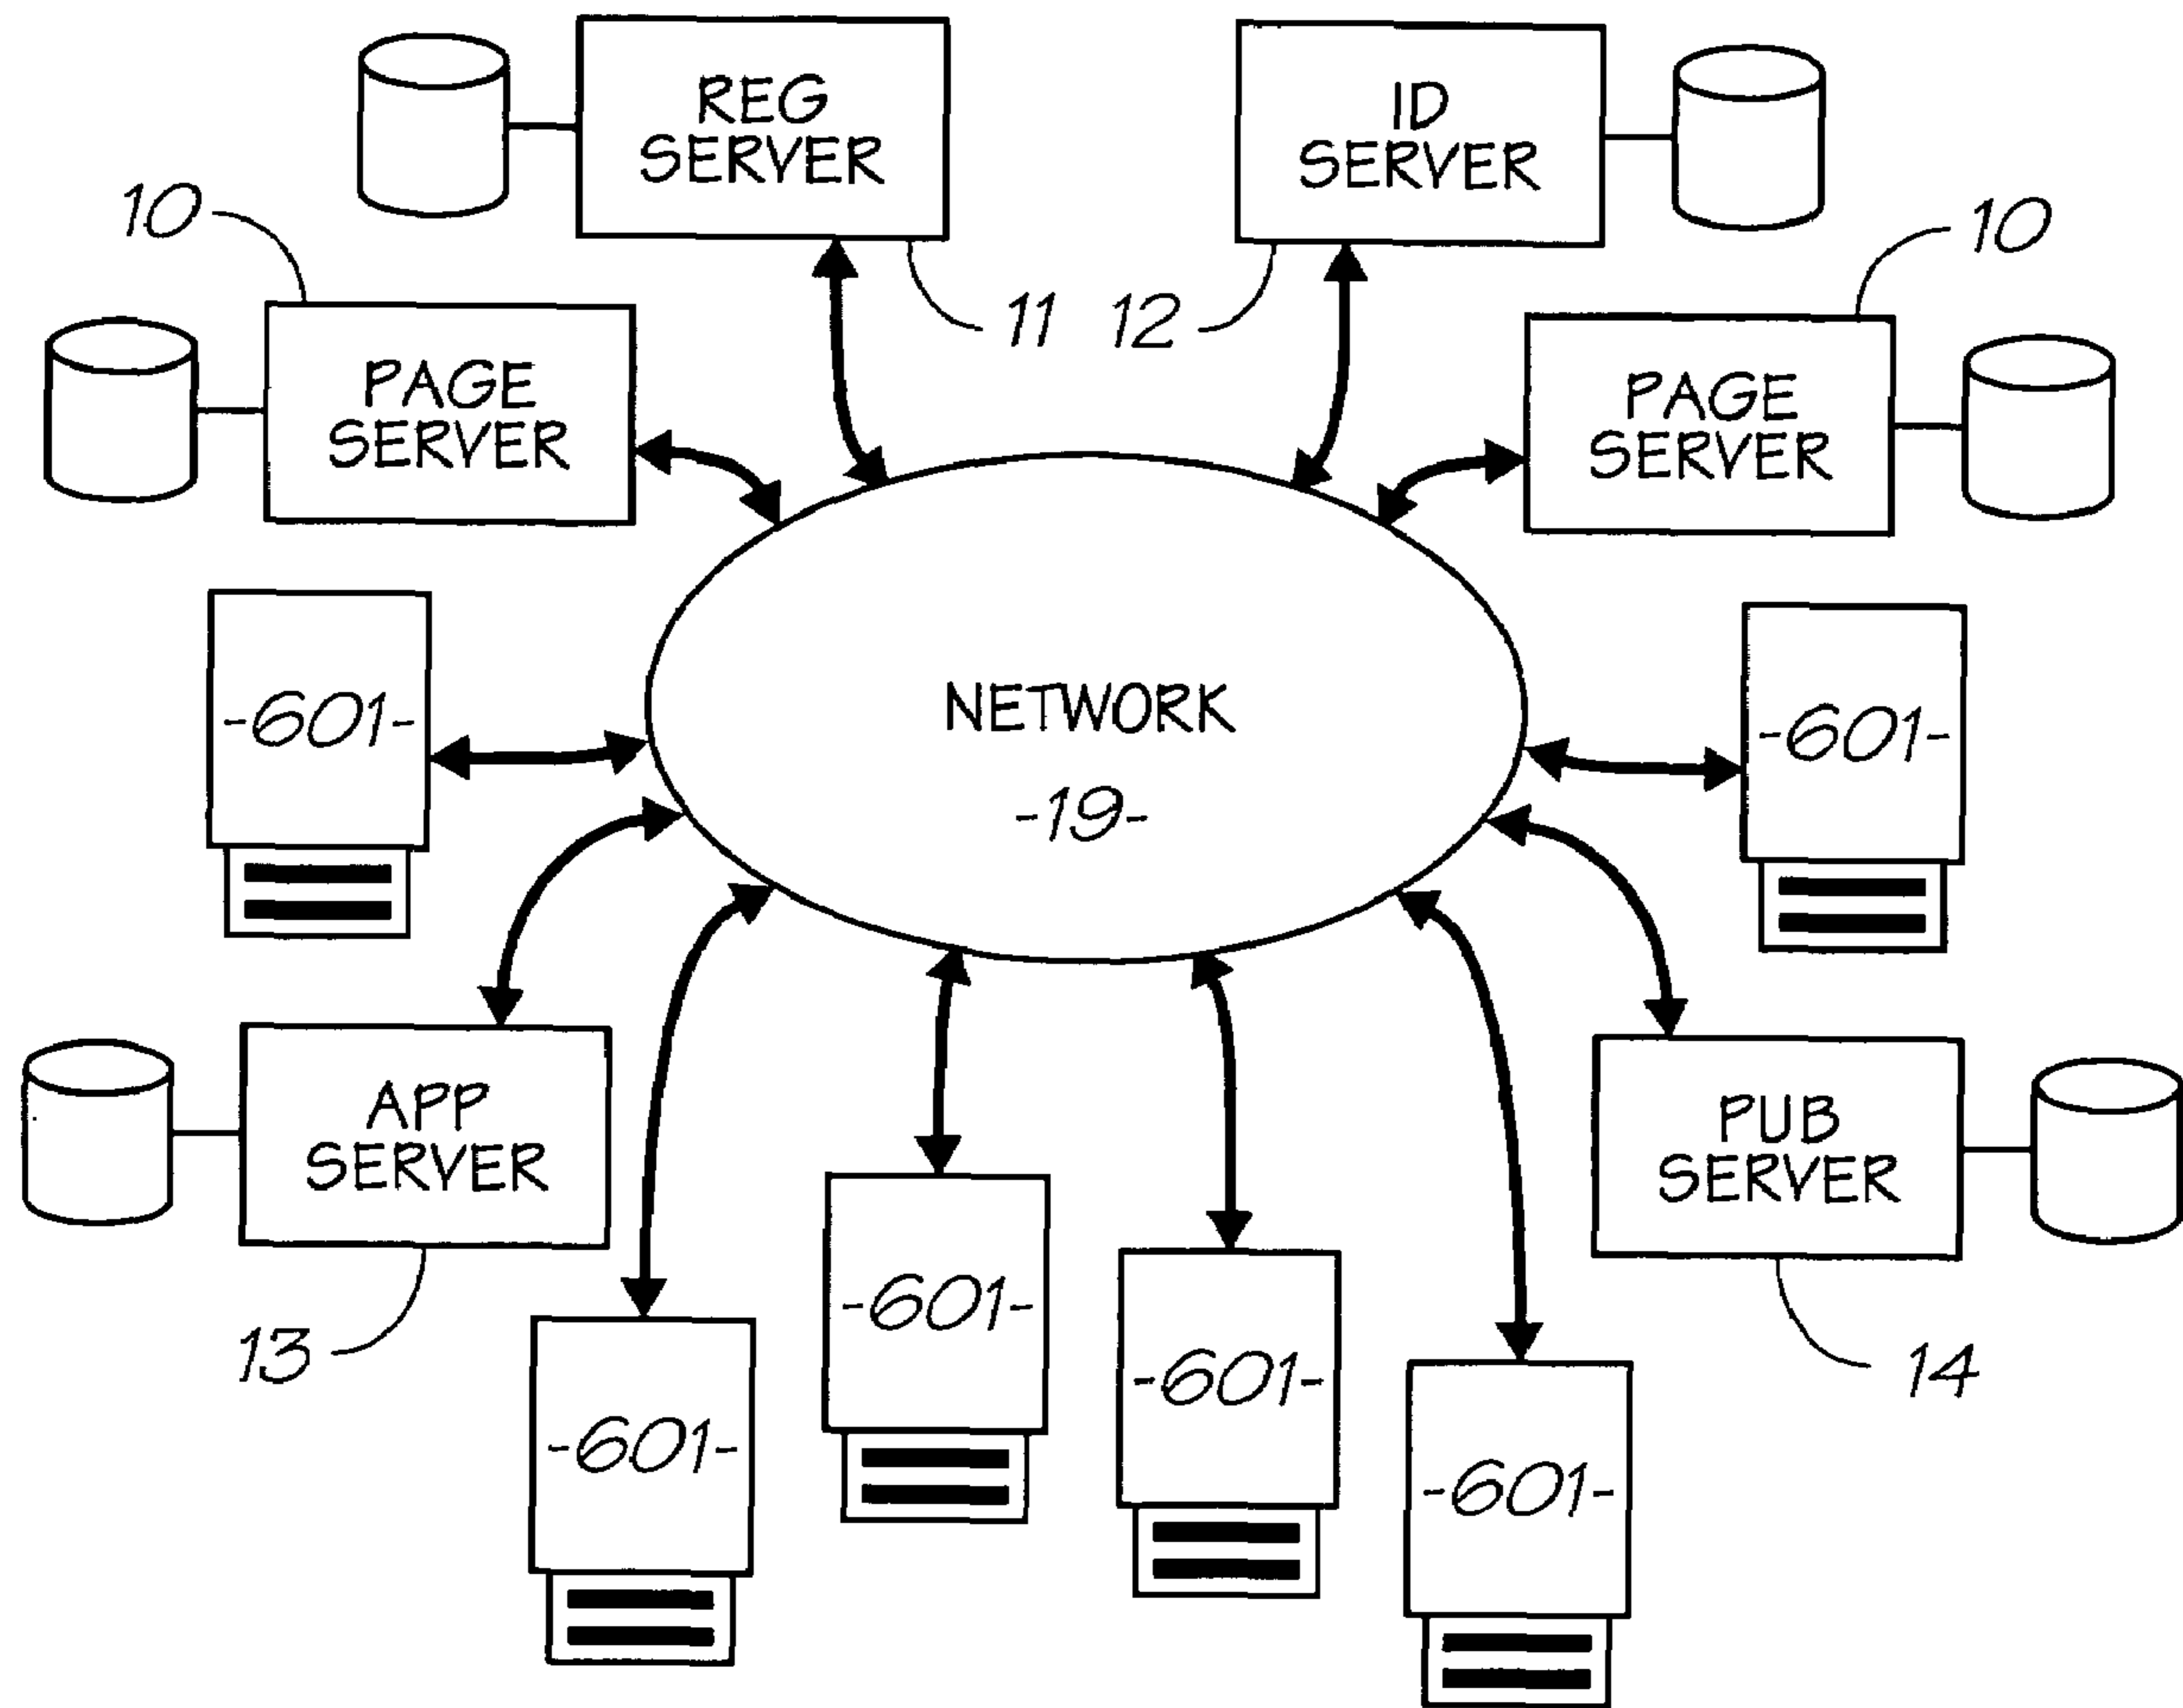 REG
SERVER
ID
SERVER
10
10
11
12
PAGE
SERVER
PAGE
SERVER
-601-
NETWORK
-19-
-601-
APP
SERVER
PUB
SERVER
13
-601-
-601-
-601-
-601-
14